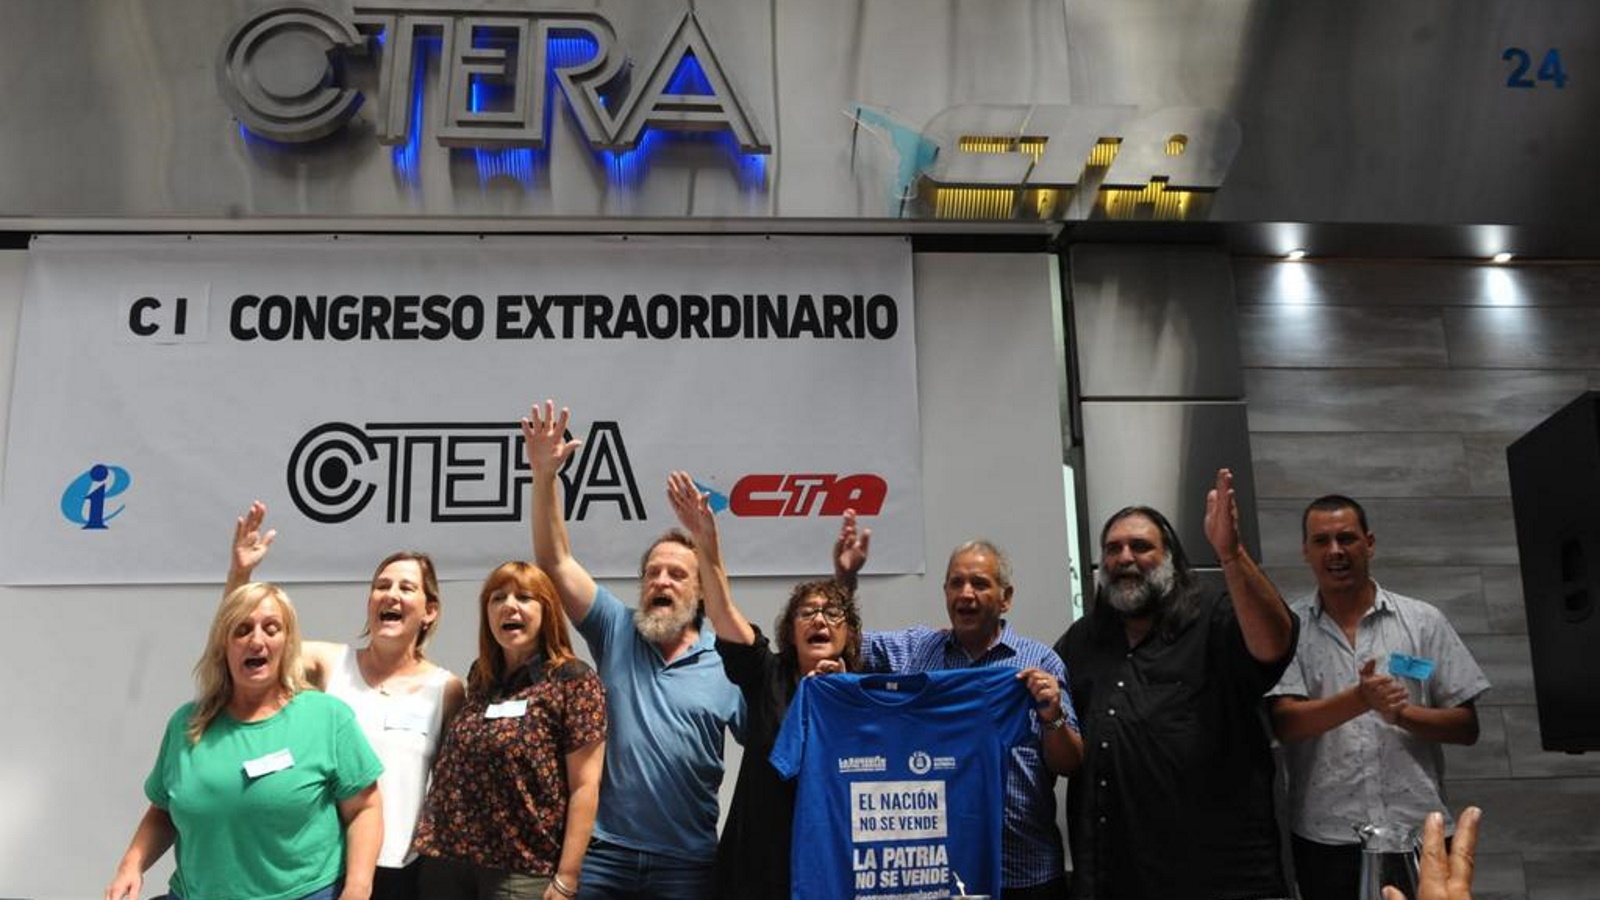 CTERA
CTA
24
CI CONGRESO EXTRAORDINARIO
CTERA
CTA
EL NACIÓN
NO SE VENDE
LA PATRIA
NO SE VENDE